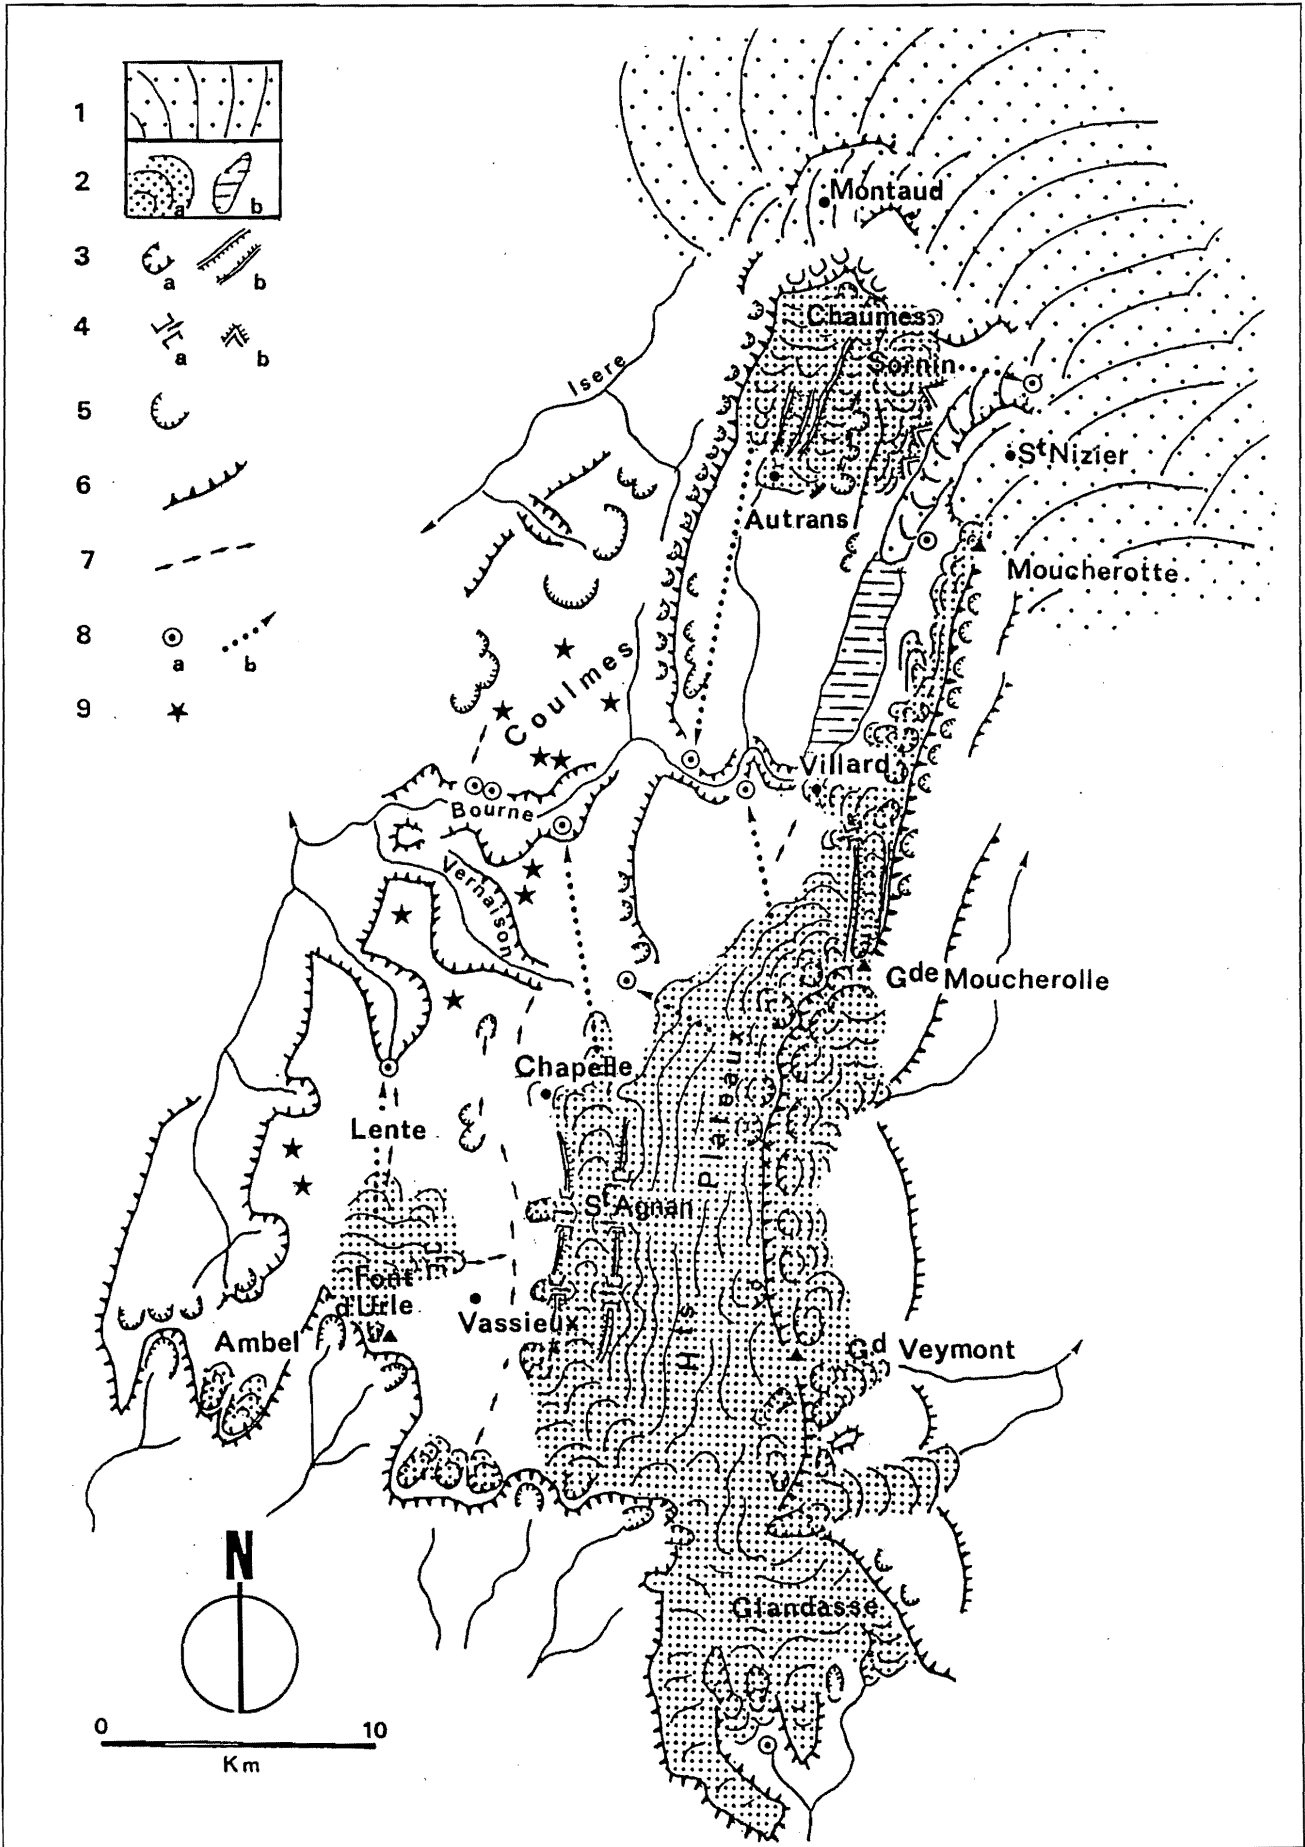 1
2
a b
3
a b
4
a b
5
6
7
8
a b
9
Montaud
Chaumes
Sornin
Isere
St Nizier
Autrans
Moucherotte
Coulmes
Villard
Bourne
Vernaison
Gde Moucherolle
Chapelle
Lente
Hts Plateaux
St Agnan
Font d'Urle
Vassieux
Ambel
Gd Veymont
N
Glandasse
0 10
Km